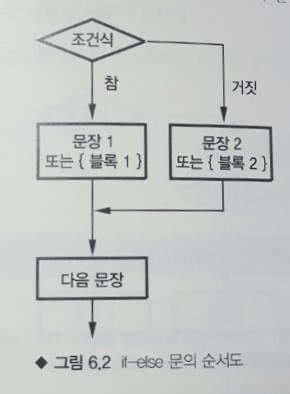 조건식
참
거짓
문장 1
또는 { 블록 1 }
문장 2
또는 { 블록 2 }
다음 문장
◆ 그림 6.2 if-else 문의 순서도